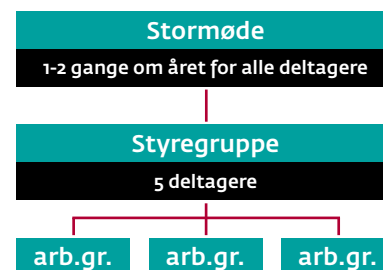 Stormøde
1-2 gange om året for alle deltagere
Styregruppe
5 deltagere
arb.gr. arb.gr. arb.gr.